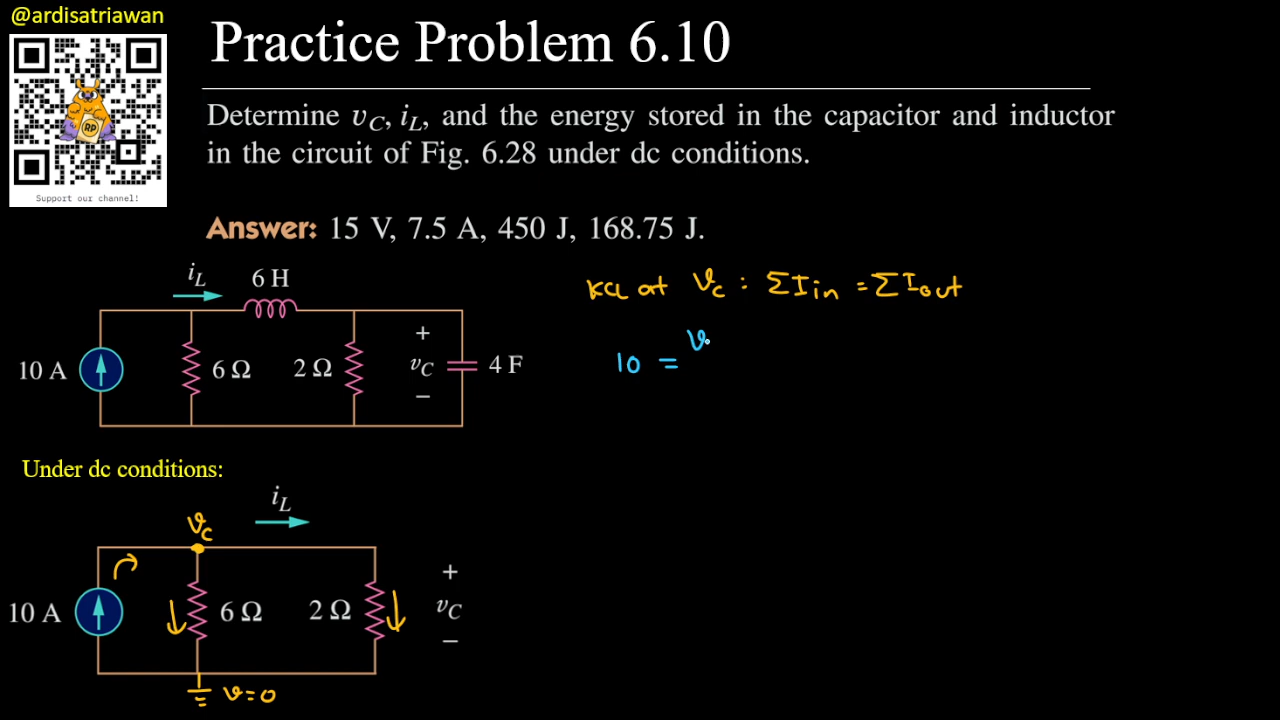 @ardisatriawan
Practice Problem 6.10
Determine vC, iL, and the energy stored in the capacitor and inductor
in the circuit of Fig. 6.28 under dc conditions.
RP
Support our channel!
Answer: 15 V, 7.5 A, 450 J, 168.75 J.
iL
6 H
10 A
6 Ω
2 Ω
+
vC
−
4 F
KCL at vc : ΣIin = ΣIout
10 = v
Under dc conditions:
iL
vc
10 A
6 Ω
2 Ω
+
vC
−
v=0